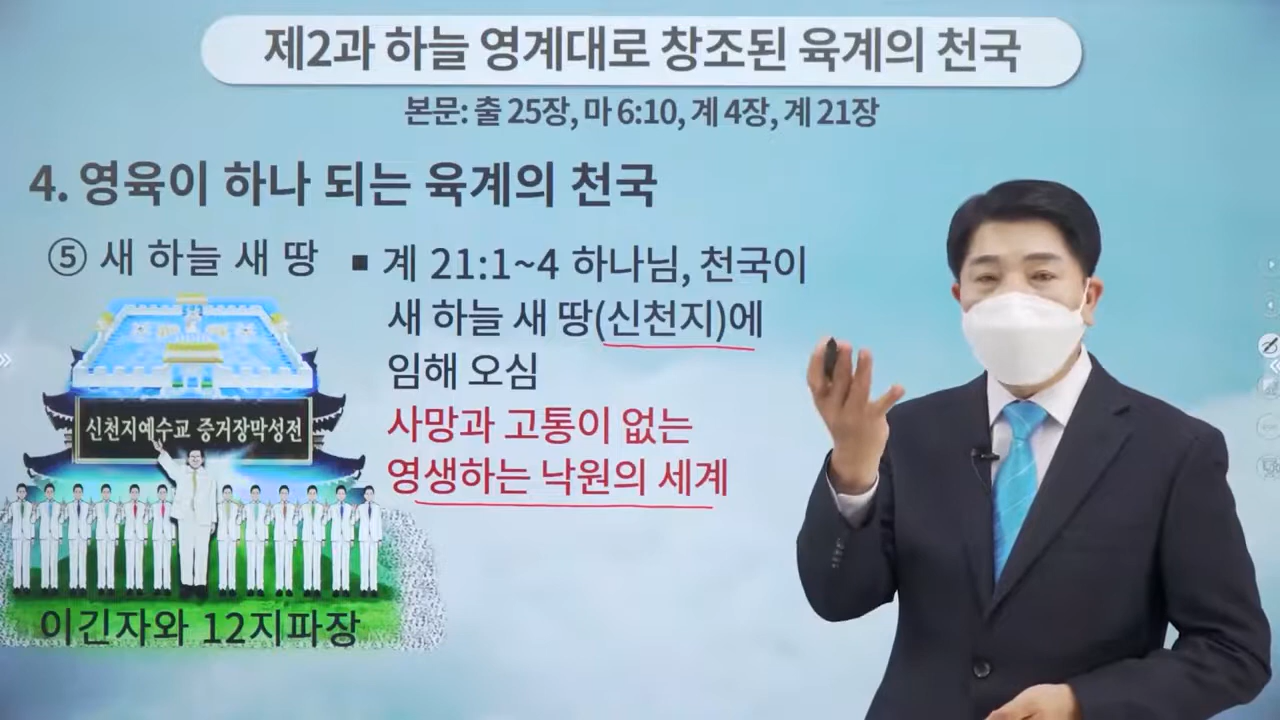 제2과 하늘 영계대로 창조된 육계의 천국
본문: 출 25장, 마 6:10, 계 4장, 계 21장
4. 영육이 하나 되는 육계의 천국
⑤ 새 하늘 새 땅
■ 계 21:1~4 하나님, 천국이
새 하늘 새 땅(신천지)에
임해 오심
사망과 고통이 없는
영생하는 낙원의 세계
신천지예수교 증거장막성전
이긴자와 12지파장